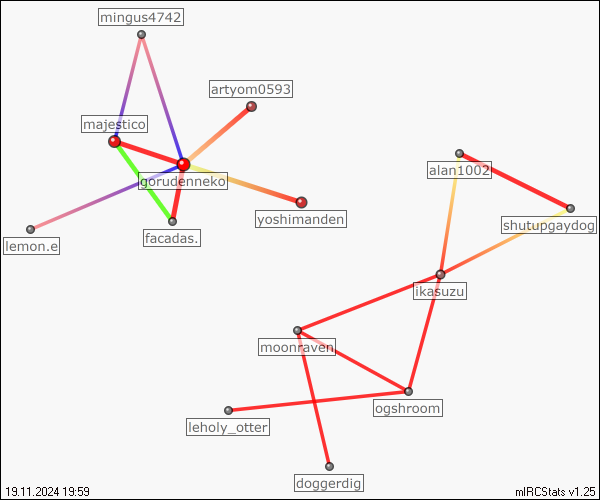 mingus4742
artyom0593
majestico
alan1002
gorudenneko
yoshimanden
shutupgaydog
facadas.
lemon.e
ikasuzu
moonraven
ogshroom
leholy_otter
doggerdig
19.11.2024 19:59
mIRCStats v1.25